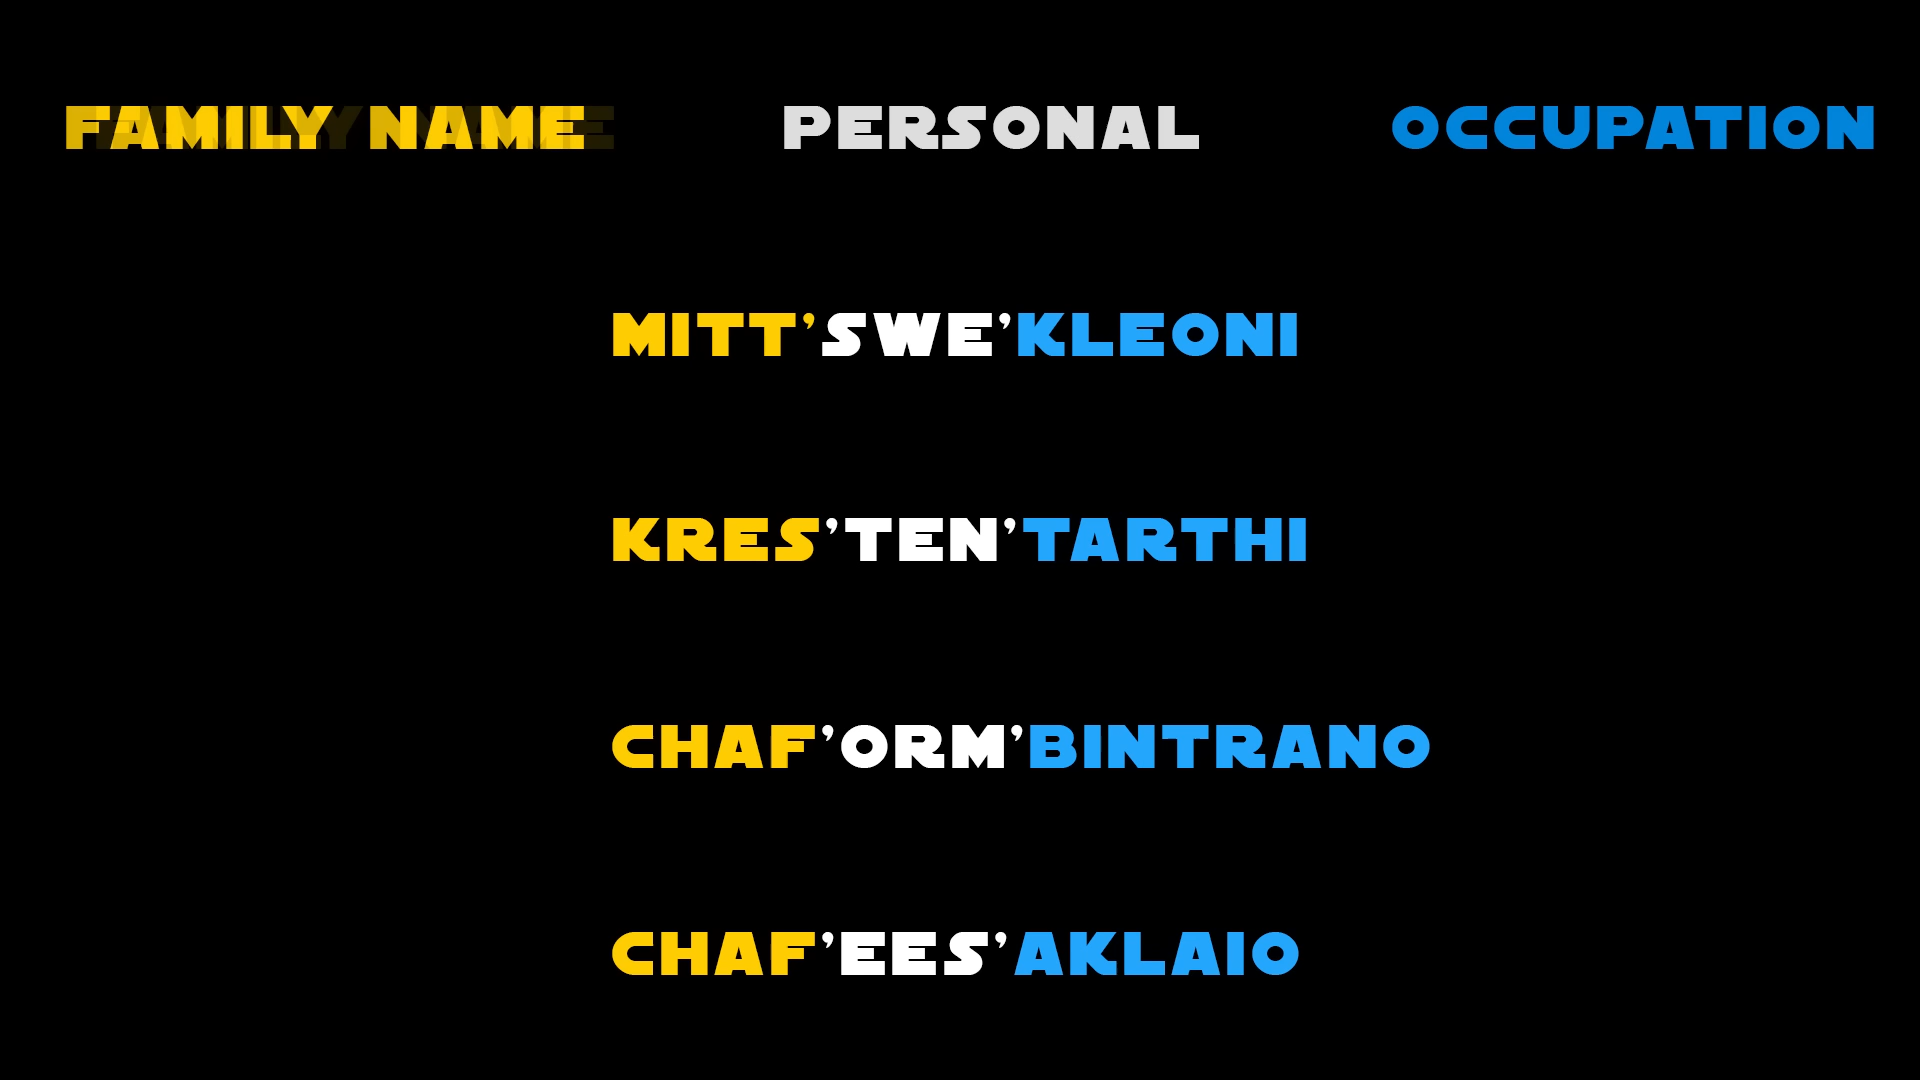 FAMILY NAME PERSONAL OCCUPATION
MITT'SWE'KLEONI
KRES'TEN'TARTHI
CHAF'ORM'BINTRANO
CHAF'EES'AKLAIO